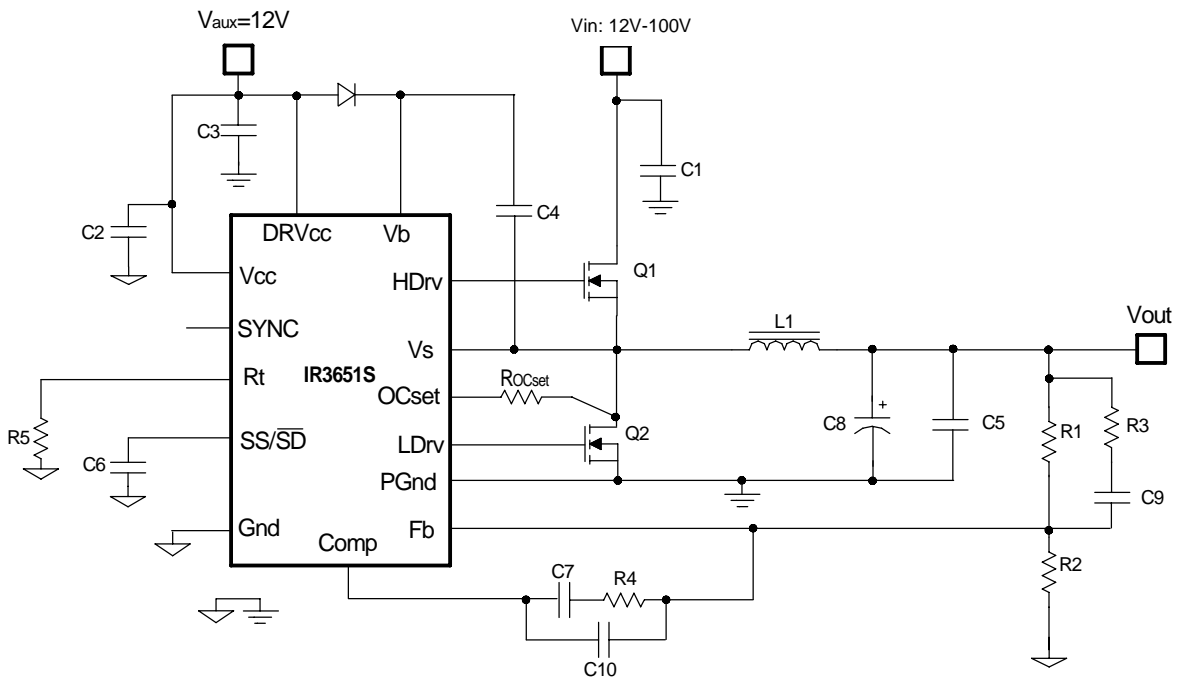 Vaux=12V
Vin: 12V-100V
C3
C1
C2
C4
DRVcc
Vb
Vcc
HDrv
Q1
SYNC
L1
Vout
Vs
Rt
IR3651S
ROCset
OCset
R5
SS/SD
C6
LDrv
Q2
C8
+
C5
R1
R3
PGnd
C9
Gnd
Comp
Fb
C7
R4
R2
C10